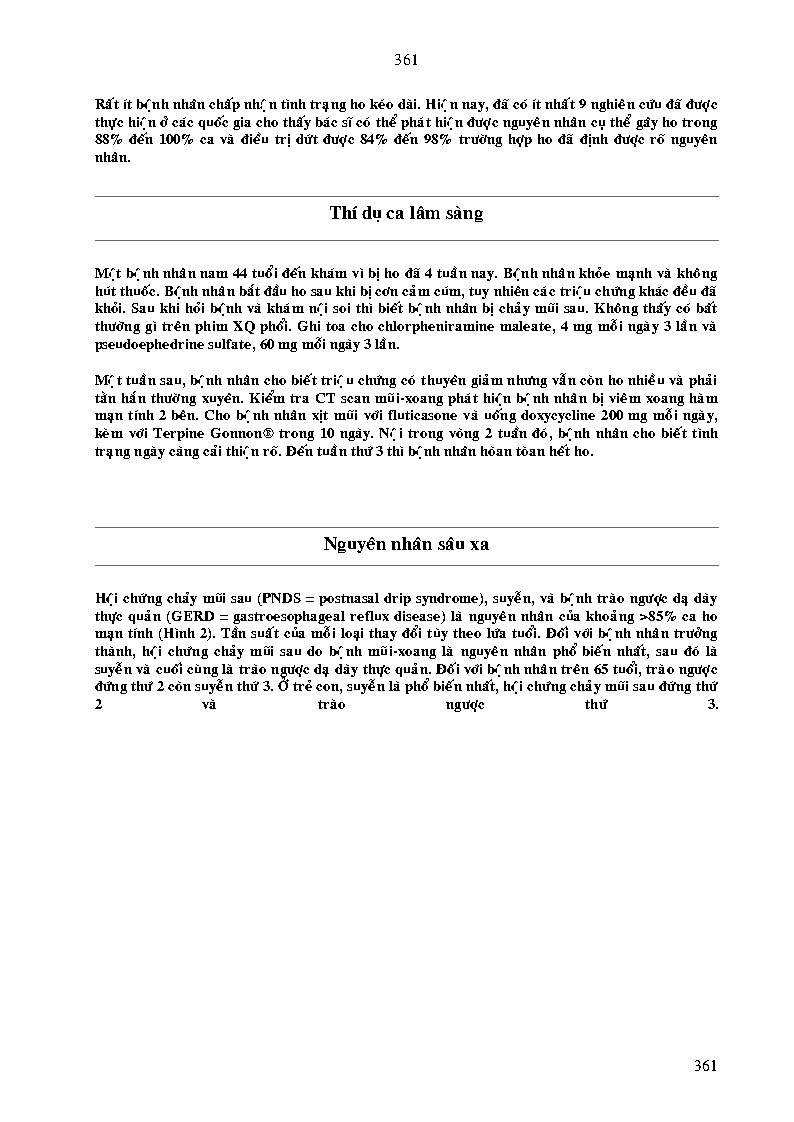 361
Rất ít bệnh nhân chấp nhận tình trạng ho kéo dài. Hiện nay, đã có ít nhất 9 nghiên cứu đã được
thực hiện ở các quốc gia cho thấy bác sĩ có thể phát hiện được nguyên nhân cụ thể gây ho trong
88% đến 100% ca và điều trị dứt được 84% đến 98% trường hợp ho đã định được rõ nguyên
nhân.
Thí dụ ca lâm sàng
Một bệnh nhân nam 44 tuổi đến khám vì bị ho đã 4 tuần nay. Bệnh nhân khỏe mạnh và không
hút thuốc. Bệnh nhân bắt đầu ho sau khi bị cơn cảm cúm, tuy nhiên các triệu chứng khác đều đã
khỏi. Sau khi hỏi bệnh và khám nội soi thì biết bệnh nhân bị chảy mũi sau. Không thấy có bất
thường gì trên phim XQ phổi. Ghi toa cho chlorpheniramine maleate, 4 mg mỗi ngày 3 lần và
pseudoephedrine sulfate, 60 mg mỗi ngày 3 lần.
Một tuần sau, bệnh nhân cho biết triệu chứng có thuyên giảm nhưng vẫn còn ho nhiều và phải
tằn hắn thường xuyên. Kiểm tra CT scan mũi-xoang phát hiện bệnh nhân bị viêm xoang hàm
mạn tính 2 bên. Cho bệnh nhân xịt mũi với fluticasone và uống doxycycline 200 mg mỗi ngày,
kèm với Terpine Gonnon® trong 10 ngày. Nội trong vòng 2 tuần đó, bệnh nhân cho biết tình
trạng ngày càng cải thiện rõ. Đến tuần thứ 3 thì bệnh nhân hòan tòan hết ho.
Nguyên nhân sâu xa
Hội chứng chảy mũi sau (PNDS = postnasal drip syndrome), suyễn, và bệnh trào ngược dạ dày
thực quản (GERD = gastroesophageal reflux disease) là nguyên nhân của khoảng >85% ca ho
mạn tính (Hình 2). Tần suất của mỗi loại thay đổi tùy theo lứa tuổi. Đối với bệnh nhân trưởng
thành, hội chứng chảy mũi sau do bệnh mũi-xoang là nguyên nhân phổ biến nhất, sau đó là
suyễn và cuối cùng là trào ngược dạ dày thực quản. Đối với bệnh nhân trên 65 tuổi, trào ngược
đứng thứ 2 còn suyễn thứ 3. Ở trẻ con, suyễn là phổ biến nhất, hội chứng chảy mũi sau đứng thứ
2 và trào ngược thứ 3.
361